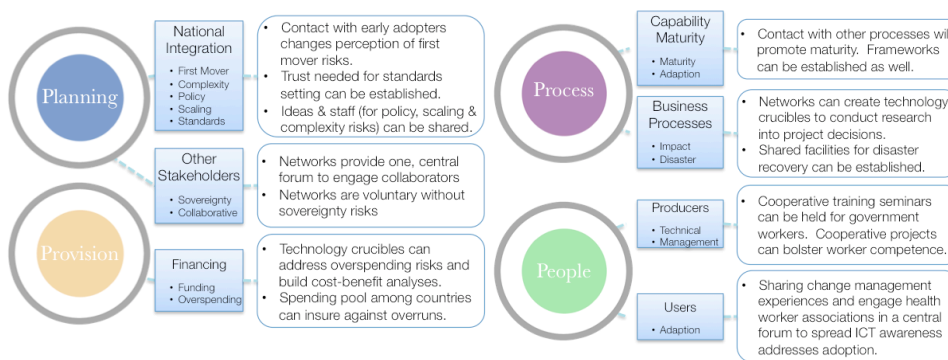 Planning
National
Integration
• First Mover
• Complexity
• Policy
• Scaling
• Standards
• Contact with early adopters
changes perception of first
mover risks.
• Trust needed for standards
setting can be established.
• Ideas & staff (for policy, scaling &
complexity risks) can be shared.
Other
Stakeholders
• Sovereignty
• Collaborative
• Networks provide one, central
forum to engage collaborators
• Networks are voluntary without
sovereignty risks
Provision
Financing
• Funding
• Overspending
• Technology crucibles can
address overspending risks and
build cost-benefit analyses.
• Spending pool among countries
can insure against overruns.
Process
Capability
Maturity
• Maturity
• Adaption
• Contact with other processes wil
promote maturity. Frameworks
can be established as well.
Business
Processes
• Impact
• Disaster
• Networks can create technology
crucibles to conduct research
into project decisions.
• Shared facilities for disaster
recovery can be established.
People
Producers
• Technical
• Management
• Cooperative training seminars
can be held for government
workers. Cooperative projects
can bolster worker competence.
Users
• Adaption
• Sharing change management
experiences and engage health
worker associations in a central
forum to spread ICT awareness
addresses adoption.